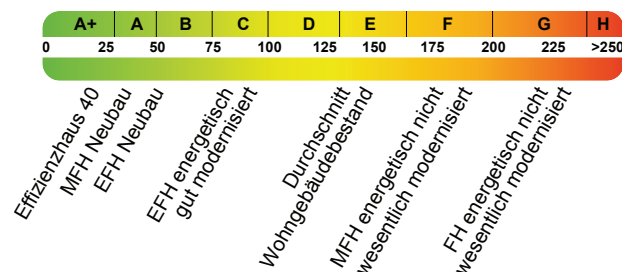 A+ A B C D E F G H
0 25 50 75 100 125 150 175 200 225 >250
Effizienzhaus 40
MFH Neubau
EFH Neubau
EFH energetisch
gut modernisiert
Durchschnitt
Wohngebäudebestand
MFH energetisch nicht
wesentlich modernisiert
FH energetisch nicht
wesentlich modernisiert